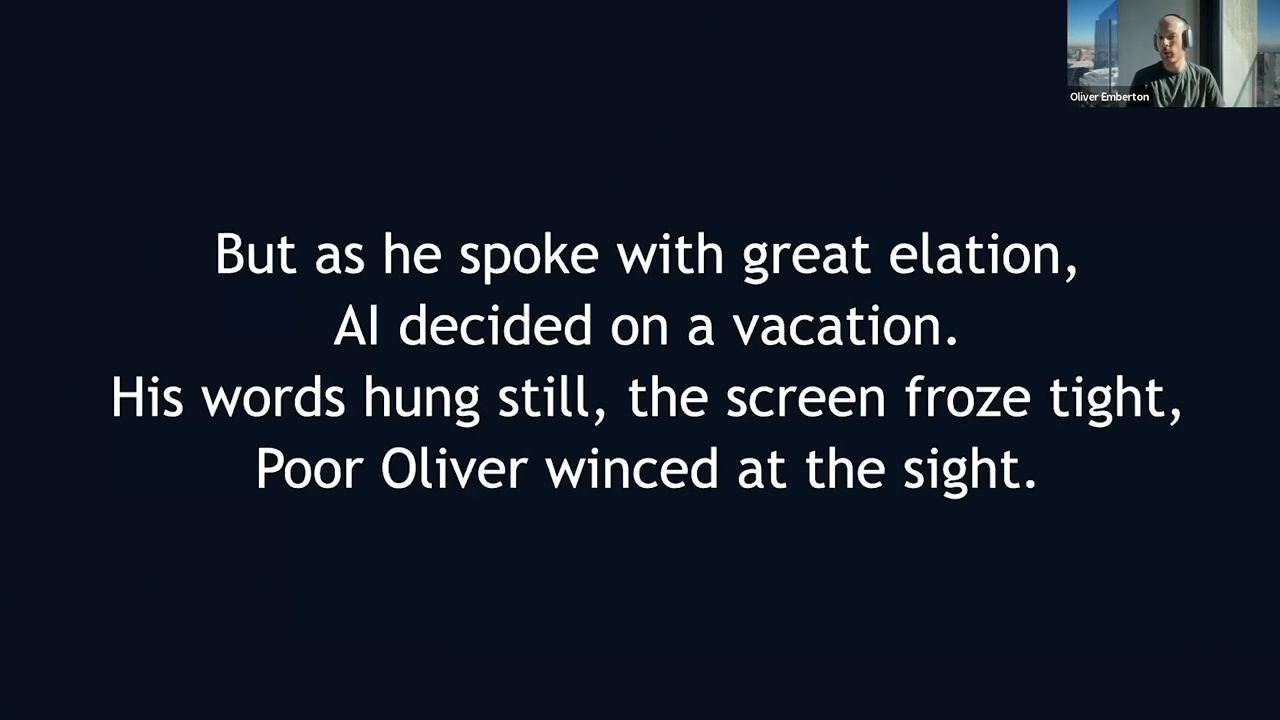 Oliver Emberton
But as he spoke with great elation,
AI decided on a vacation.
His words hung still, the screen froze tight,
Poor Oliver winced at the sight.